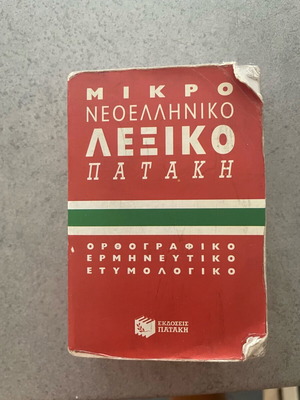 ΜΙΚΡΟ
ΝΕΟΕΛΛΗΝΙΚΟ
ΛΕΞΙΚΟ
ΠΑΤΑΚΗ
ΟΡΘΟΓΡΑΦΙΚΟ
ΕΡΜΗΝΕΥΤΙΚΟ
ΕΤΥΜΟΛΟΓΙΚΟ
ΕΚΔΟΣΕΙΣ
ΠΑΤΑΚΗ